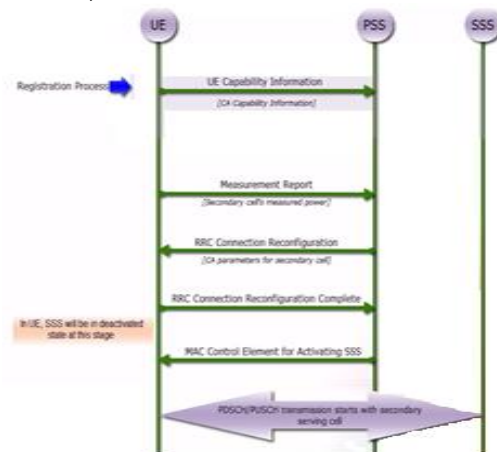 UE
PSS
SSS
Registration Process
UE Capability Information
[CA Capability Information]
Measurement Report
[Secondary cell's measured power]
RRC Connection Reconfiguration
[CA parameters for secondary cell]
RRC Connection Reconfiguration Complete
In UE, SSS will be in deactivated
state at this stage
MAC Control Element for Activating SSS
PDSCH/PUSCH transmission starts with secondary
serving cell